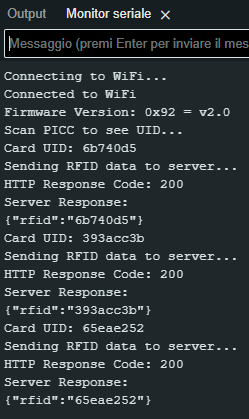 Output
Monitor seriale
Messaggio (premi Enter per inviare il mes
Connecting to WiFi...
Connected to WiFi
Firmware Version: 0x92 = v2.0
Scan PICC to see UID...
Card UID: 6b740d5
Sending RFID data to server...
HTTP Response Code: 200
Server Response:
{"rfid":"6b740d5"}
Card UID: 393acc3b
Sending RFID data to server...
HTTP Response Code: 200
Server Response:
{"rfid":"393acc3b"}
Card UID: 65eae252
Sending RFID data to server...
HTTP Response Code: 200
Server Response:
{"rfid":"65eae252"}